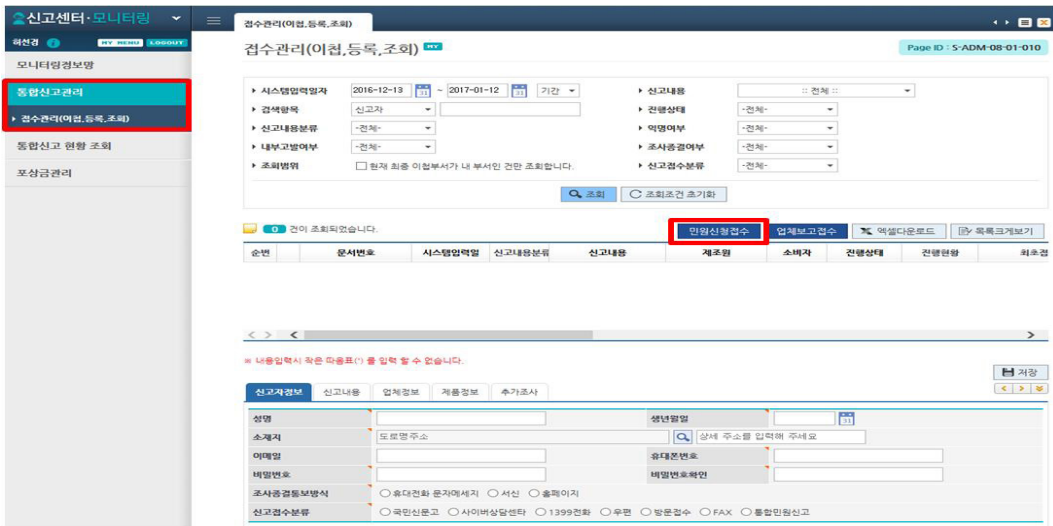 신고센터·모니터링
허선경 MY MENU LOGOUT
모니터링정보망
통합신고관리
접수관리(이첩,등록,조회)
통합신고 현황 조회
포상금관리
접수관리(이첩,등록,조회)
접수관리(이첩,등록,조회) MY
Page ID : S-ADM-08-01-010
시스템입력일자 2016-12-13 31 ~ 2017-01-12 31 기간 신고내용 :: 전체 ::
검색항목 신고자 진행상태 -전체-
신고내용분류 -전체- 익명여부 -전체-
내부고발여부 -전체- 조사종결여부 -전체-
조회범위 현재 최종 이첩부서가 내 부서인 건만 조회합니다. 신고접수분류 -전체-
조회 조회조건 초기화
0 건이 조회되었습니다. 민원신청접수 업체보고접수 엑셀다운로드 목록크게보기
순번 문서번호 시스템입력일 신고내용분류 신고내용 제조원 소비자 진행상태 진행현황 최초접
※ 내용입력시 작은 따옴표(') 를 입력 할 수 없습니다.
저장
신고자정보 신고내용 업체정보 제품정보 추가조사
성명 생년월일 31
소재지 도로명주소 상세 주소를 입력해 주세요
이메일 휴대폰번호
비밀번호 비밀번호확인
조사종결통보방식 휴대전화 문자메세지 서신 홈페이지
신고접수분류 국민신문고 사이버상담센타 1399전화 우편 방문접수 FAX 통합민원신고